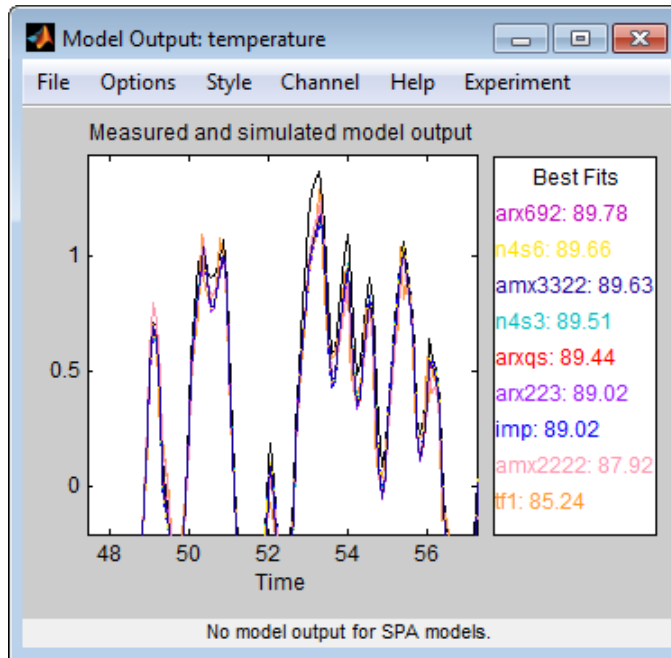 Model Output: temperature
File Options Style Channel Help Experiment
Measured and simulated model output
1
0.5
0
48 50 52 54 56
Time
Best Fits
arx692: 89.78
n4s6: 89.66
amx3322: 89.63
n4s3: 89.51
arxqs: 89.44
arx223: 89.02
imp: 89.02
amx2222: 87.92
tf1: 85.24
No model output for SPA models.